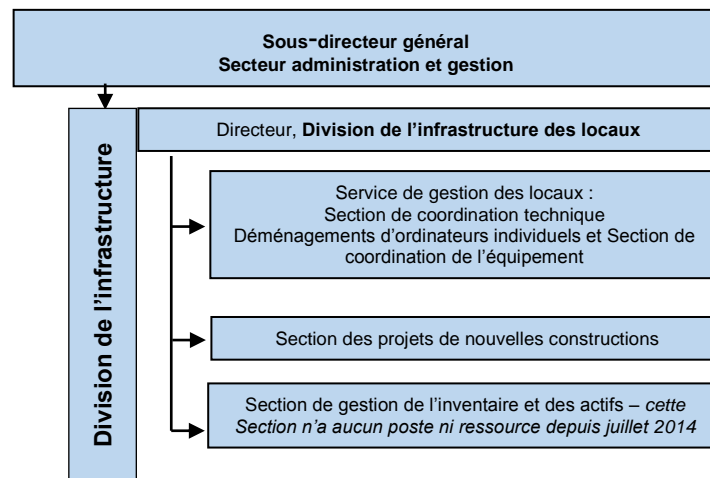 Sous-directeur général
Secteur administration et gestion
Division de l’infrastructure
Directeur, Division de l’infrastructure des locaux
Service de gestion des locaux :
Section de coordination technique
Déménagements d’ordinateurs individuels et Section de
coordination de l’équipement
Section des projets de nouvelles constructions
Section de gestion de l’inventaire et des actifs – cette
Section n’a aucun poste ni ressource depuis juillet 2014